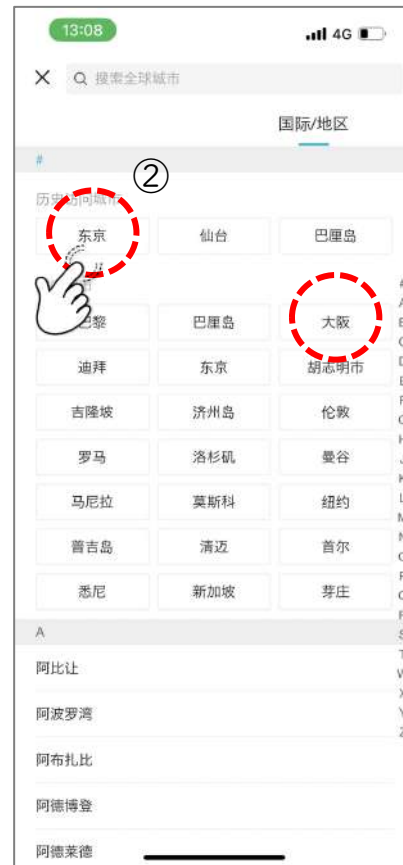 13:08 4G
搜索全球城市
国际/地区
#
②
历史访问城市
东京 仙台 巴厘岛
巴黎 巴厘岛 大阪
迪拜 东京 胡志明市
吉隆坡 济州岛 伦敦
罗马 洛杉矶 曼谷
马尼拉 莫斯科 纽约
普吉岛 清迈 首尔
悉尼 新加坡 芽庄
A
阿比让
阿波罗湾
阿布扎比
阿德博登
阿德莱德